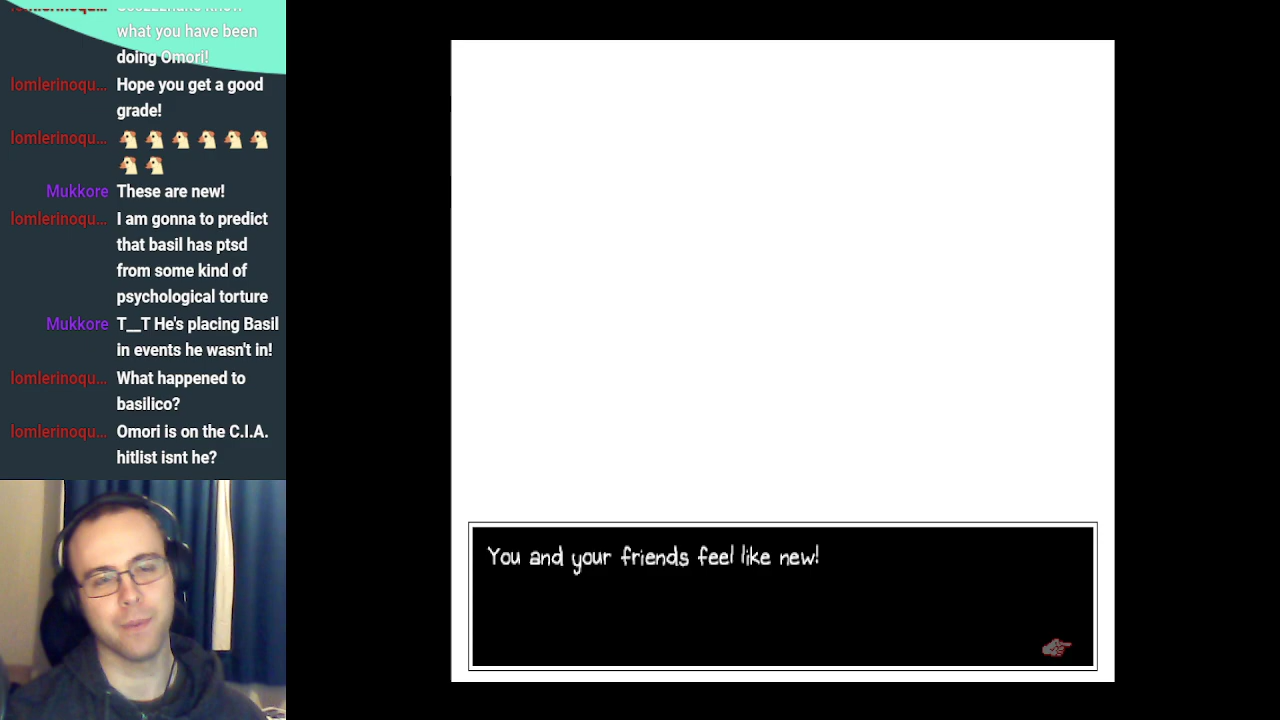 what you have been
doing Omori!
lomlerinoqu... Hope you get a good
grade!
lomlerinoqu...
Mukkore These are new!
lomlerinoqu... I am gonna to predict
that basil has ptsd
from some kind of
psychological torture
Mukkore T__T He's placing Basil
in events he wasn't in!
lomlerinoqu... What happened to
basilico?
lomlerinoqu... Omori is on the C.I.A.
hitlist isnt he?
You and your friends feel like new!